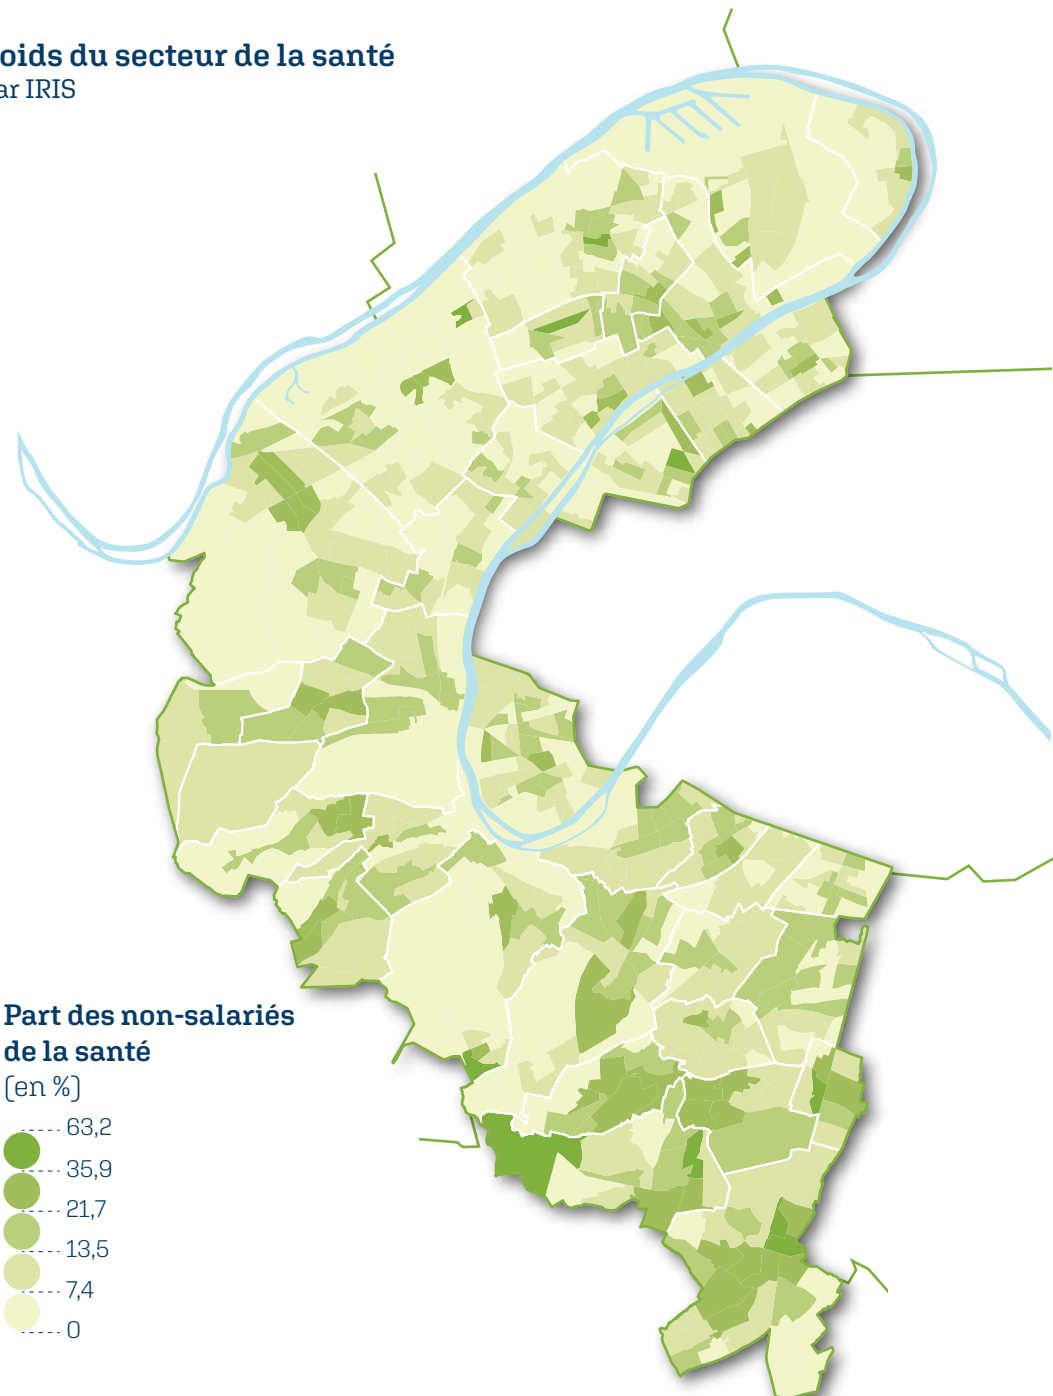 oids du secteur de la santé
ar IRIS
Part des non-salariés
de la santé
(en %)
63,2
35,9
21,7
13,5
7,4
0